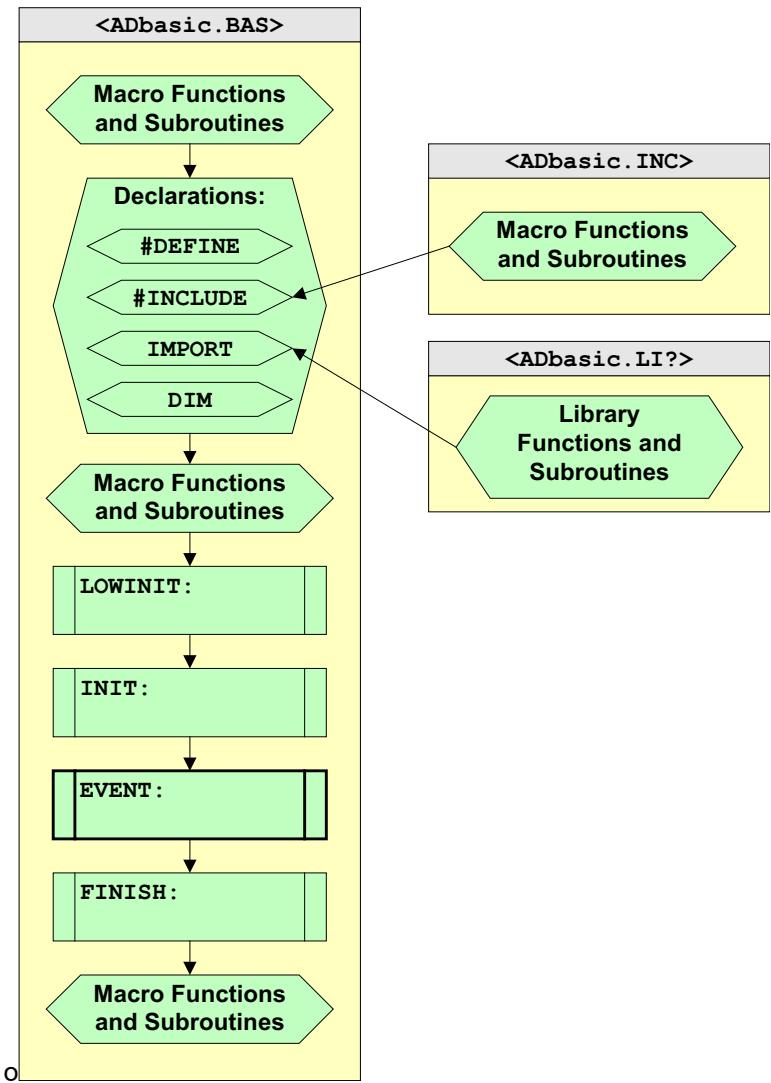 <ADbasic.BAS>
Macro Functions
and Subroutines
Declarations:
#DEFINE
#INCLUDE
IMPORT
DIM
Macro Functions
and Subroutines
LOWINIT:
INIT:
EVENT:
FINISH:
Macro Functions
and Subroutines
o
<ADbasic.INC>
Macro Functions
and Subroutines
<ADbasic.LI?>
Library
Functions and
Subroutines